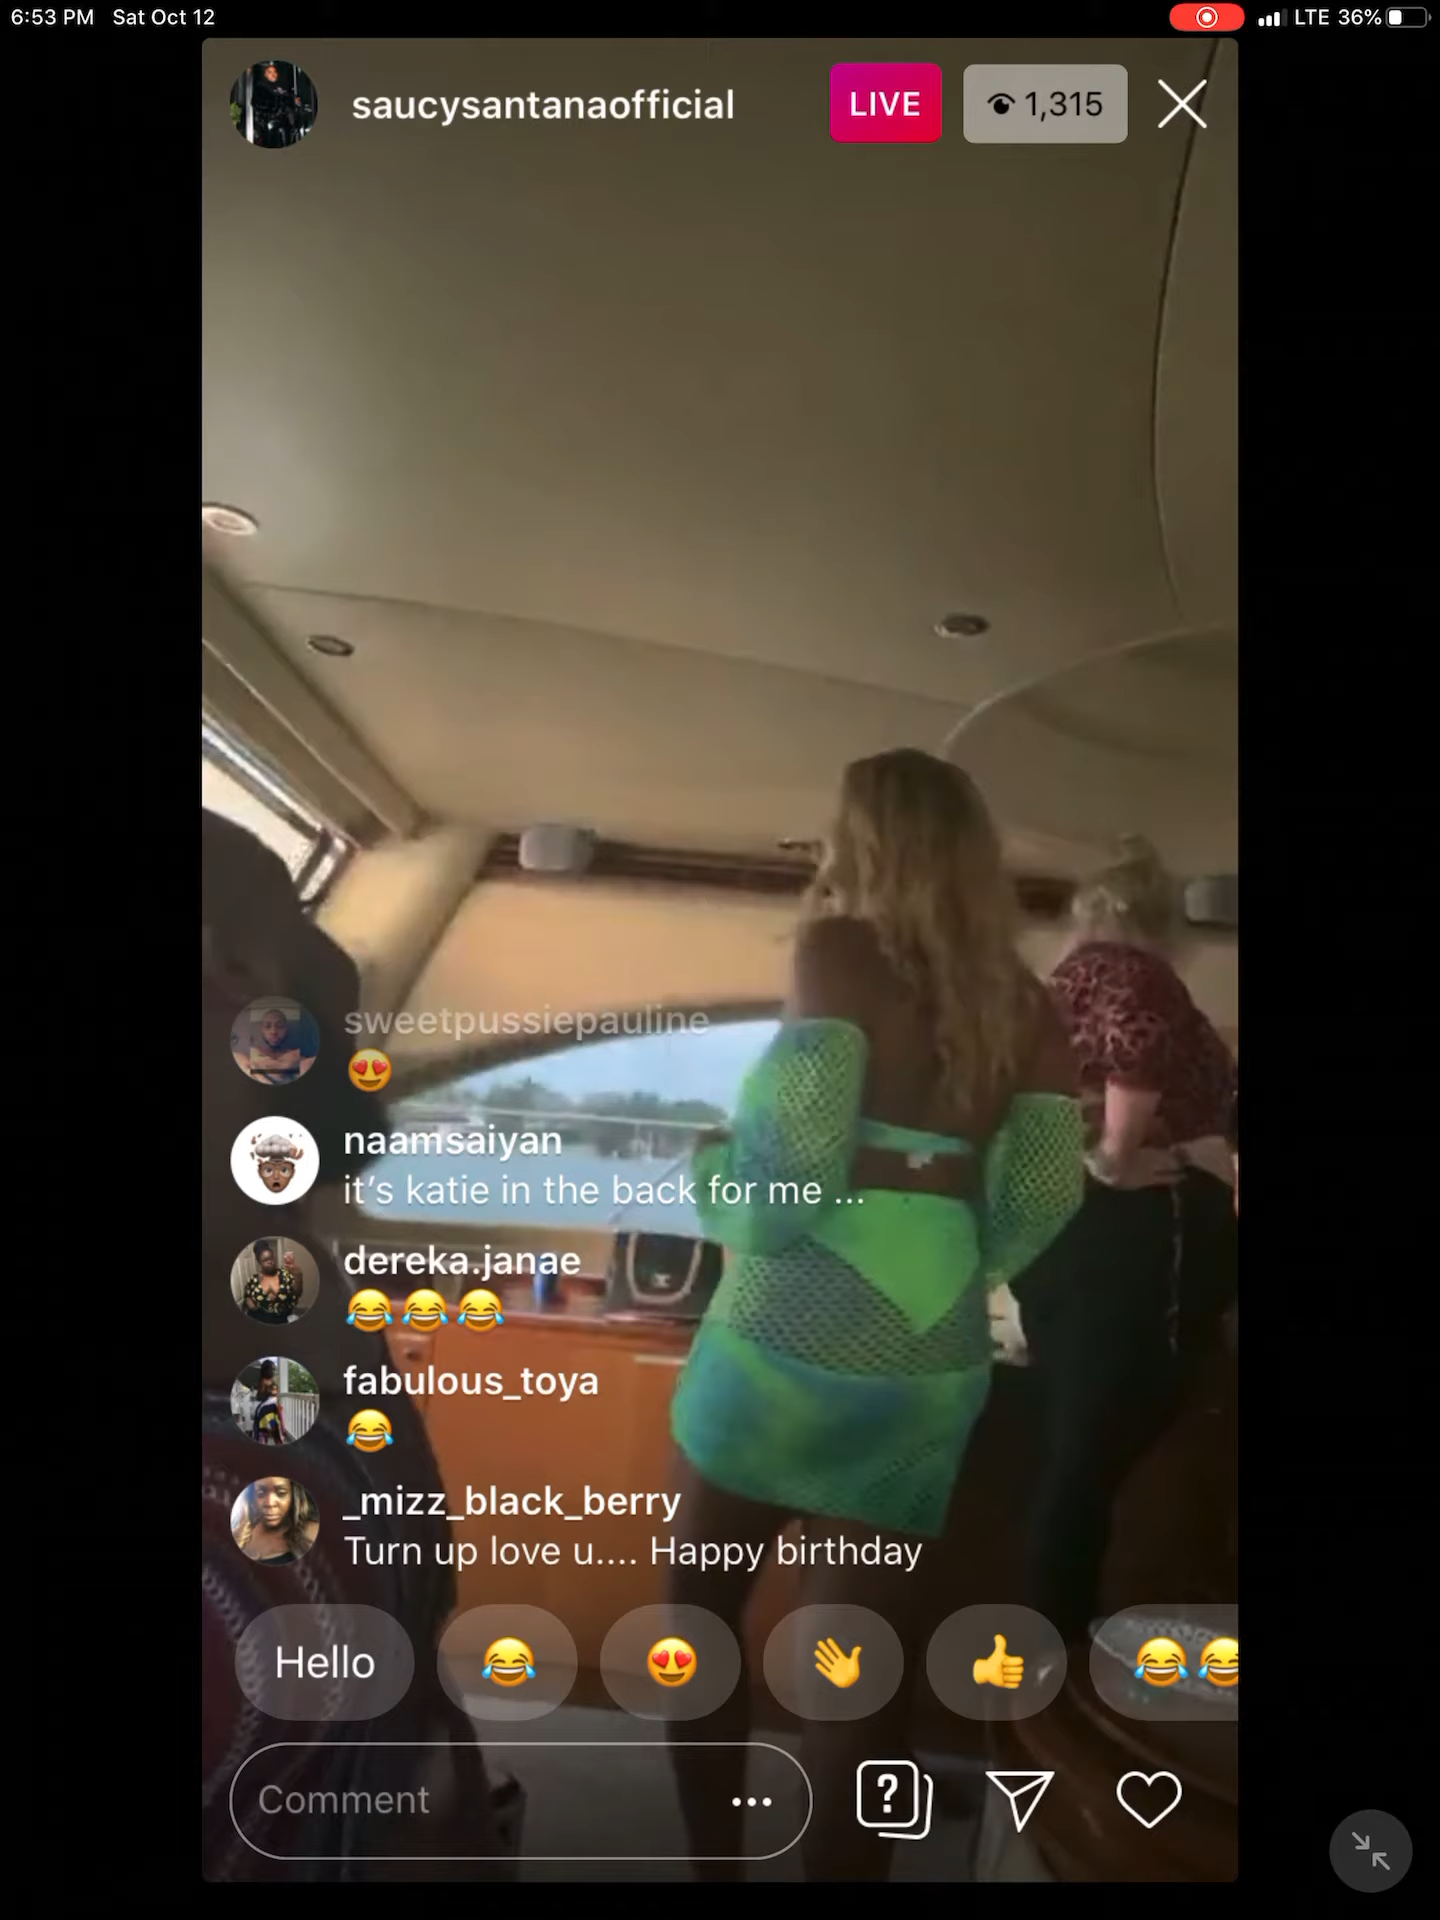 6:53 PM Sat Oct 12
LTE 36%
saucysantanaofficial
LIVE
1,315
sweetpussiepauline
😍
naamsaiyan
it’s katie in the back for me ...
dereka.janae
😂😂😂
fabulous_toya
😂
_mizz_black_berry
Turn up love u.... Happy birthday
Hello 😂 😍 👋 👍 😂😂
Comment
?